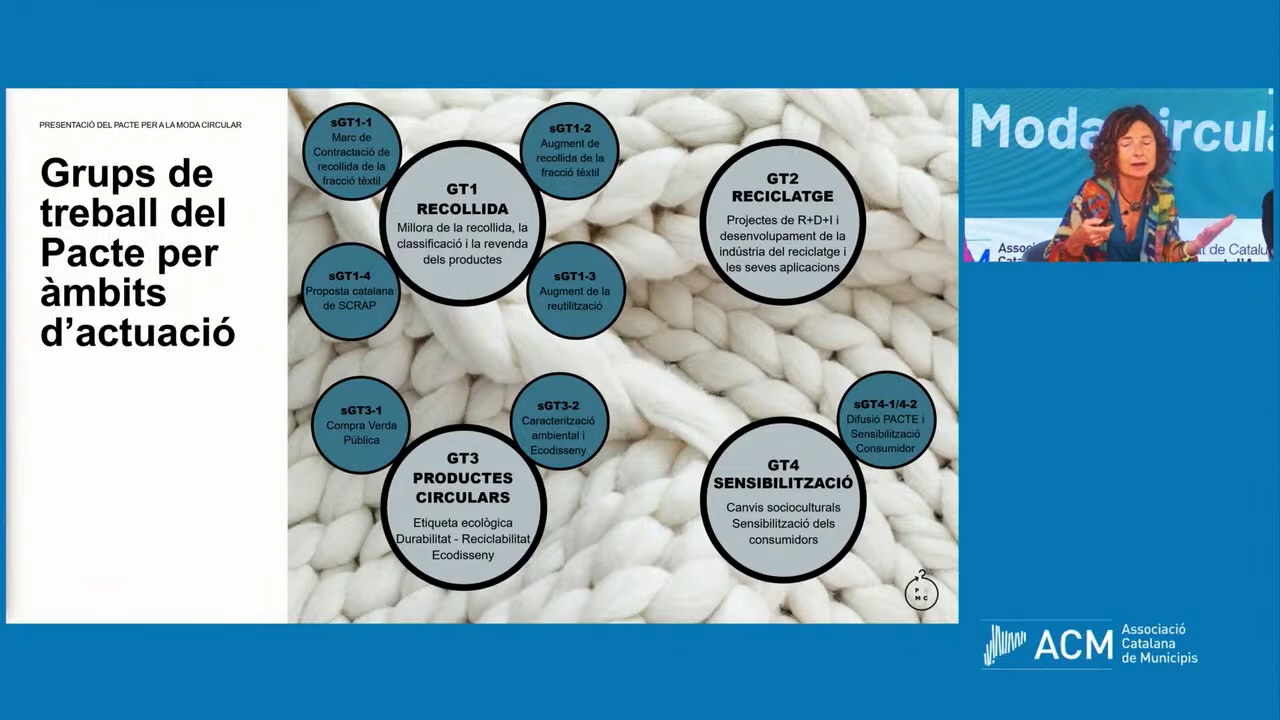 PRESENTACIÓ DEL PACTE PER A LA MODA CIRCULAR
Grups de
treball del
Pacte per
àmbits
d’actuació
sGT1-1
Marc de
Contractació de
recollida de la
fracció tèxtil
sGT1-2
Augment de
recollida de la
fracció tèxtil
GT1
RECOLLIDA
Millora de la recollida, la
classificació i la revenda
dels productes
sGT1-4
Proposta catalana
de SCRAP
sGT1-3
Augment de la
reutilització
GT2
RECICLATGE
Projectes de R+D+I i
desenvolupament de la
indústria del reciclatge i
les seves aplicacions
sGT3-1
Compra Verda
Pública
sGT3-2
Caracterització
ambiental i
Ecodisseny
GT3
PRODUCTES
CIRCULARS
Etiqueta ecològica
Durabilitat - Reciclabilitat
Ecodisseny
sGT4-1/4-2
Difusió PACTE i
Sensibilització
Consumidor
GT4
SENSIBILITZACIÓ
Canvis socioculturals
Sensibilització dels
consumidors
P
M C
Moda
ACM
Associació
Catalana
de Municipis